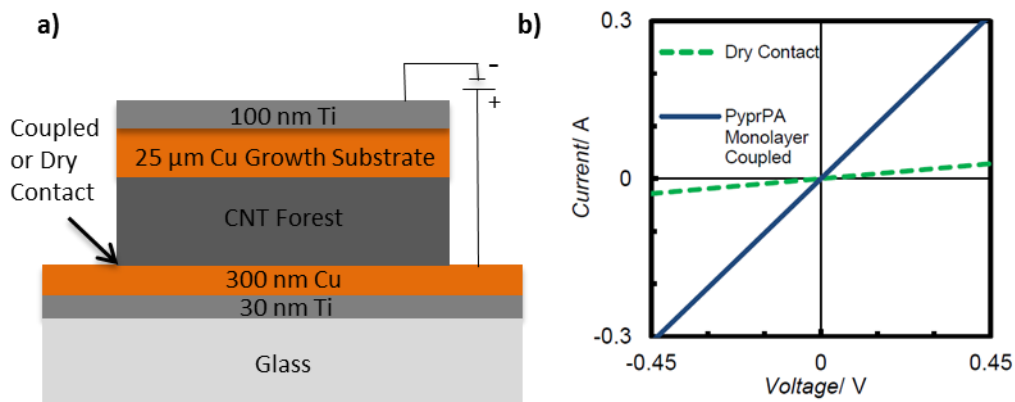 a)
-
+
100 nm Ti
Coupled
or Dry
Contact
25 µm Cu Growth Substrate
CNT Forest
300 nm Cu
30 nm Ti
Glass
b)
0.3
Dry Contact
PyprPA
Monolayer
Coupled
Current/ A
0
-0.3
-0.45
0
0.45
Voltage/ V